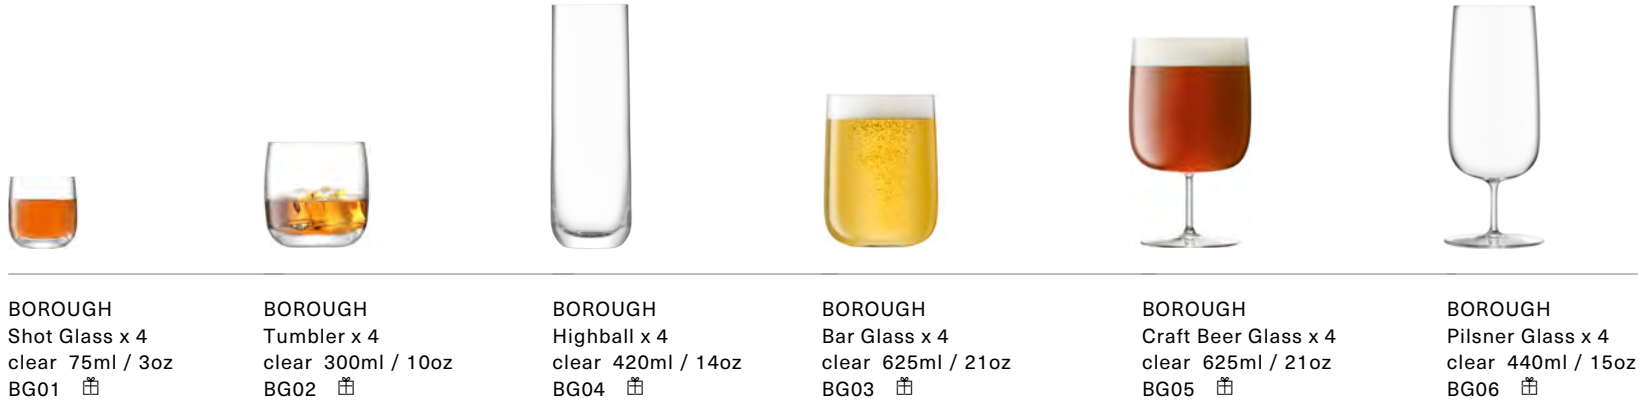 BOROUGH
Shot Glass x 4
clear 75ml / 3oz
BG01
BOROUGH
Tumbler x 4
clear 300ml / 10oz
BG02
BOROUGH
Highball x 4
clear 420ml / 14oz
BG04
BOROUGH
Bar Glass x 4
clear 625ml / 21oz
BG03
BOROUGH
Craft Beer Glass x 4
clear 625ml / 21oz
BG05
BOROUGH
Pilsner Glass x 4
clear 440ml / 15oz
BG06